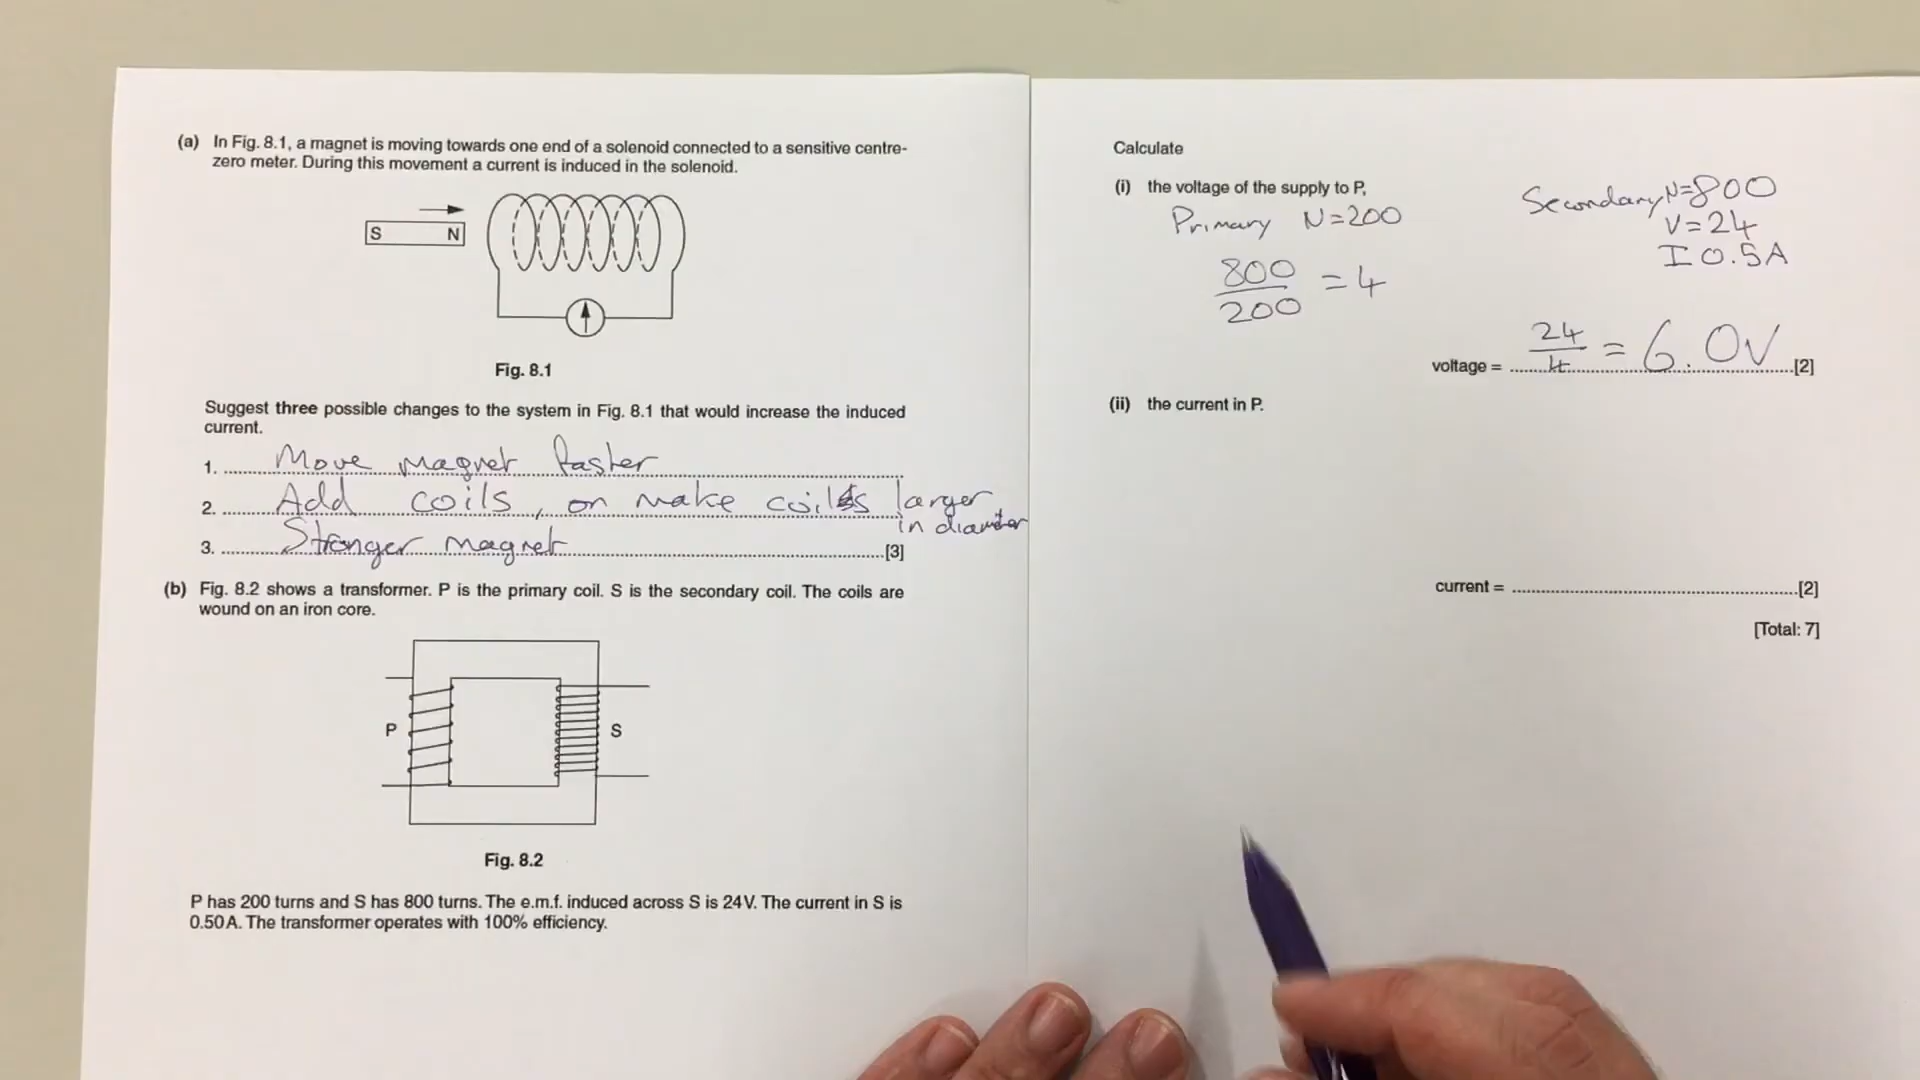 (a) In Fig. 8.1, a magnet is moving towards one end of a solenoid connected to a sensitive centre-
zero meter. During this movement a current is induced in the solenoid.
S N
Fig. 8.1
Suggest three possible changes to the system in Fig. 8.1 that would increase the induced
current.
1. Move magnet faster
2. Add coils, or make coils larger
in diameter
3. Stronger magnet [3]
(b) Fig. 8.2 shows a transformer. P is the primary coil. S is the secondary coil. The coils are
wound on an iron core.
P S
Fig. 8.2
P has 200 turns and S has 800 turns. The e.m.f. induced across S is 24V. The current in S is
0.50A. The transformer operates with 100% efficiency.
Calculate
(i) the voltage of the supply to P,
Primary N=200
Secondary N=800
V=24
I 0.5A
800
200 = 4
voltage = 24/4 = 6.0V [2]
(ii) the current in P.
current = [2]
[Total: 7]